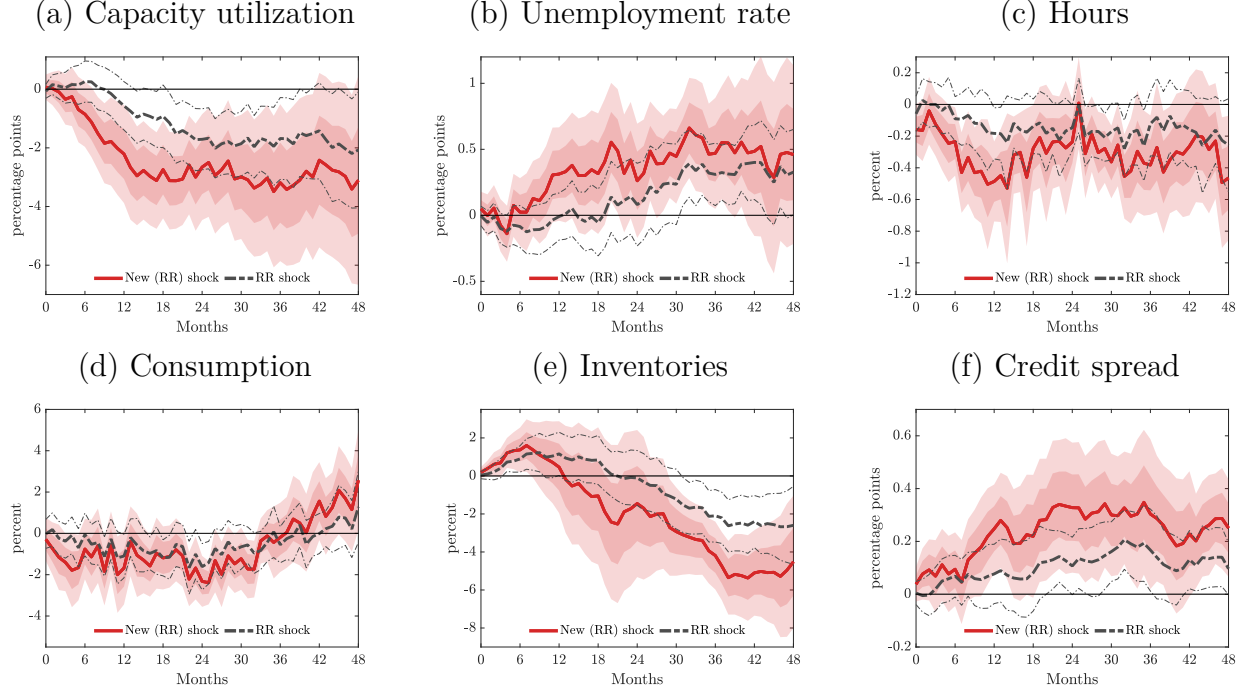 (a) Capacity utilization
percentage points
0
-2
-4
-6
New (RR) shock
RR shock
0 6 12 18 24 30 36 42 48
Months
(b) Unemployment rate
percentage points
1
0.5
0
-0.5
New (RR) shock
RR shock
0 6 12 18 24 30 36 42 48
Months
(c) Hours
percent
0.2
0
-0.2
-0.4
-0.6
-0.8
-1
-1.2
New (RR) shock
RR shock
0 6 12 18 24 30 36 42 48
Months
(d) Consumption
percent
6
4
2
0
-2
-4
New (RR) shock
RR shock
0 6 12 18 24 30 36 42 48
Months
(e) Inventories
percent
2
0
-2
-4
-6
-8
New (RR) shock
RR shock
0 6 12 18 24 30 36 42 48
Months
(f) Credit spread
percentage points
0.6
0.4
0.2
0
-0.2
New (RR) shock
RR shock
0 6 12 18 24 30 36 42 48
Months